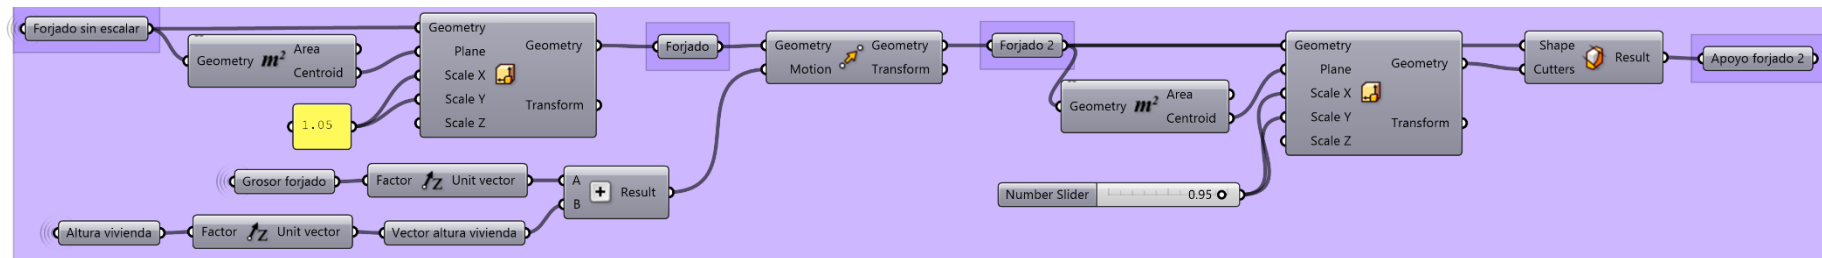 Forjado sin escalar
Geometry m² Area
Centroid
1.05
Geometry
Plane
Scale X
Scale Y
Scale Z
Geometry
Transform
Forjado
Grosor forjado
Factor Z Unit vector
Altura vivienda
Factor Z Unit vector
Vector altura vivienda
A
B
+
Result
Geometry Geometry
Motion Transform
Forjado 2
Geometry m² Area
Centroid
Number Slider 0.95
Geometry
Plane
Scale X
Scale Y
Scale Z
Geometry
Transform
Shape
Cutters
Result
Apoyo forjado 2